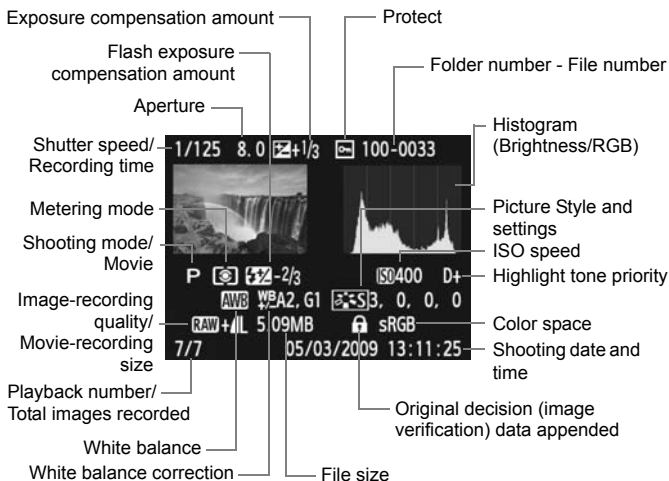 Exposure compensation amount
Protect
Flash exposure
compensation amount
Folder number - File number
Aperture
Histogram
(Brightness/RGB)
Shutter speed/
Recording time
1/125 8.0 +1/3 100-0033
Metering mode
Picture Style and
settings
Shooting mode/
Movie
ISO speed
P -2/3 ISO400 D+
Highlight tone priority
Image-recording
quality/
Movie-recording
size
AWB WB+/-A2, G1 S3, 0, 0, 0
RAW+L 5.09MB sRGB
Color space
7/7 05/03/2009 13:11:25
Shooting date and
time
Playback number/
Total images recorded
Original decision (image
verification) data appended
White balance
White balance correction
File size